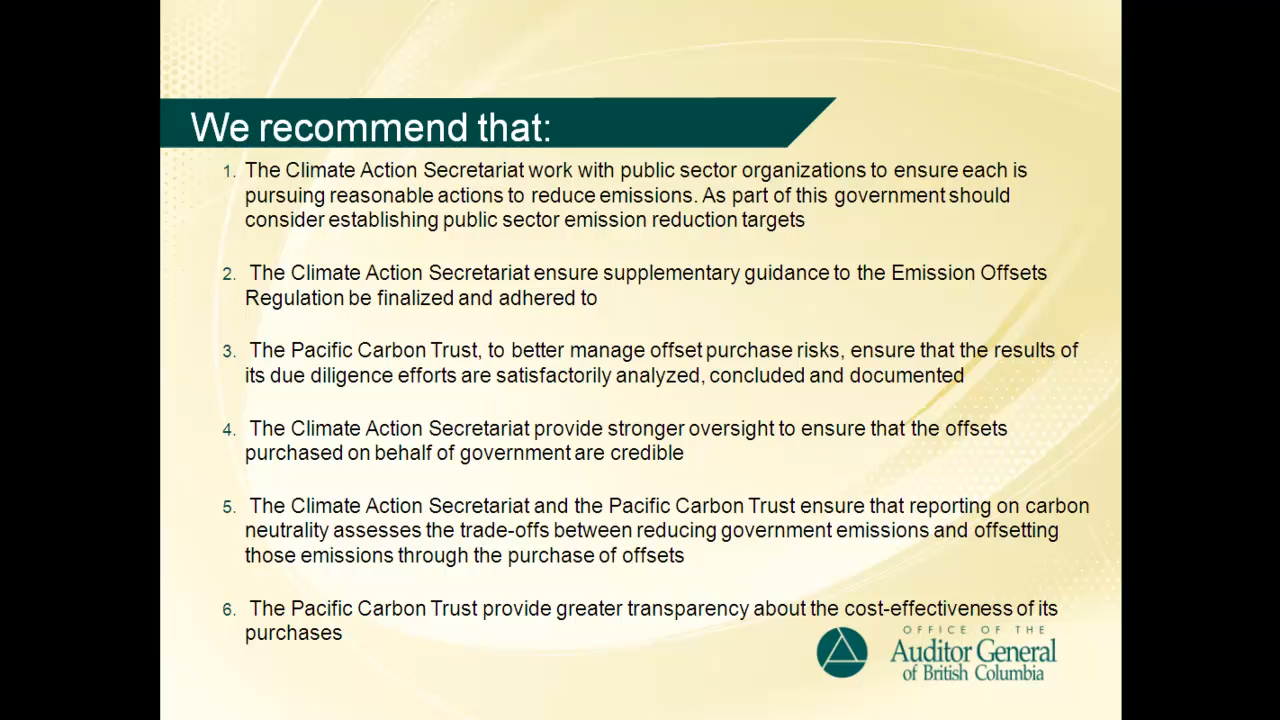 We recommend that:
1. The Climate Action Secretariat work with public sector organizations to ensure each is
pursuing reasonable actions to reduce emissions. As part of this government should
consider establishing public sector emission reduction targets
2. The Climate Action Secretariat ensure supplementary guidance to the Emission Offsets
Regulation be finalized and adhered to
3. The Pacific Carbon Trust, to better manage offset purchase risks, ensure that the results of
its due diligence efforts are satisfactorily analyzed, concluded and documented
4. The Climate Action Secretariat provide stronger oversight to ensure that the offsets
purchased on behalf of government are credible
5. The Climate Action Secretariat and the Pacific Carbon Trust ensure that reporting on carbon
neutrality assesses the trade-offs between reducing government emissions and offsetting
those emissions through the purchase of offsets
6. The Pacific Carbon Trust provide greater transparency about the cost-effectiveness of its
purchases
OFFICE OF THE
Auditor General
of British Columbia